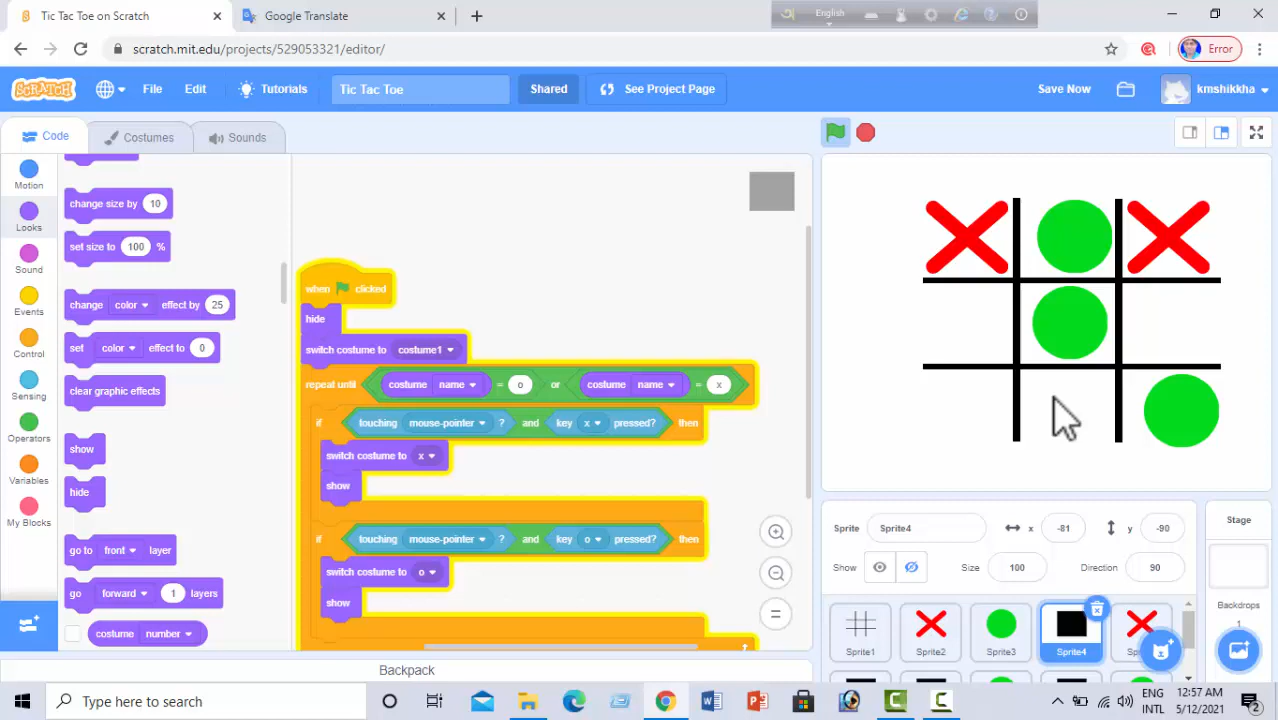 Tic Tac Toe on Scratch
Google Translate
English
scratch.mit.edu/projects/529053321/editor/
Error
SCRATCH
File
Edit
Tutorials
Tic Tac Toe
Shared
See Project Page
Save Now
kmshikkha
Code
Costumes
Sounds
Motion
Looks
Sound
Events
Control
Sensing
Operators
Variables
My Blocks
change size by 10
set size to 100 %
change color effect by 25
set color effect to 0
clear graphic effects
show
hide
go to front layer
go forward 1 layers
costume number
when clicked
hide
switch costume to costume1
repeat until costume name = o or costume name = x
if touching mouse-pointer ? and key x pressed? then
switch costume to x
show
if touching mouse-pointer ? and key o pressed? then
switch costume to o
show
Backpack
Sprite Sprite4 x -81 y -90
Show Size 100 Direction 90
Sprite1
Sprite2
Sprite3
Sprite4
Stage
Backdrops
1
Type here to search
ENG
INTL
12:57 AM
5/12/2021
2